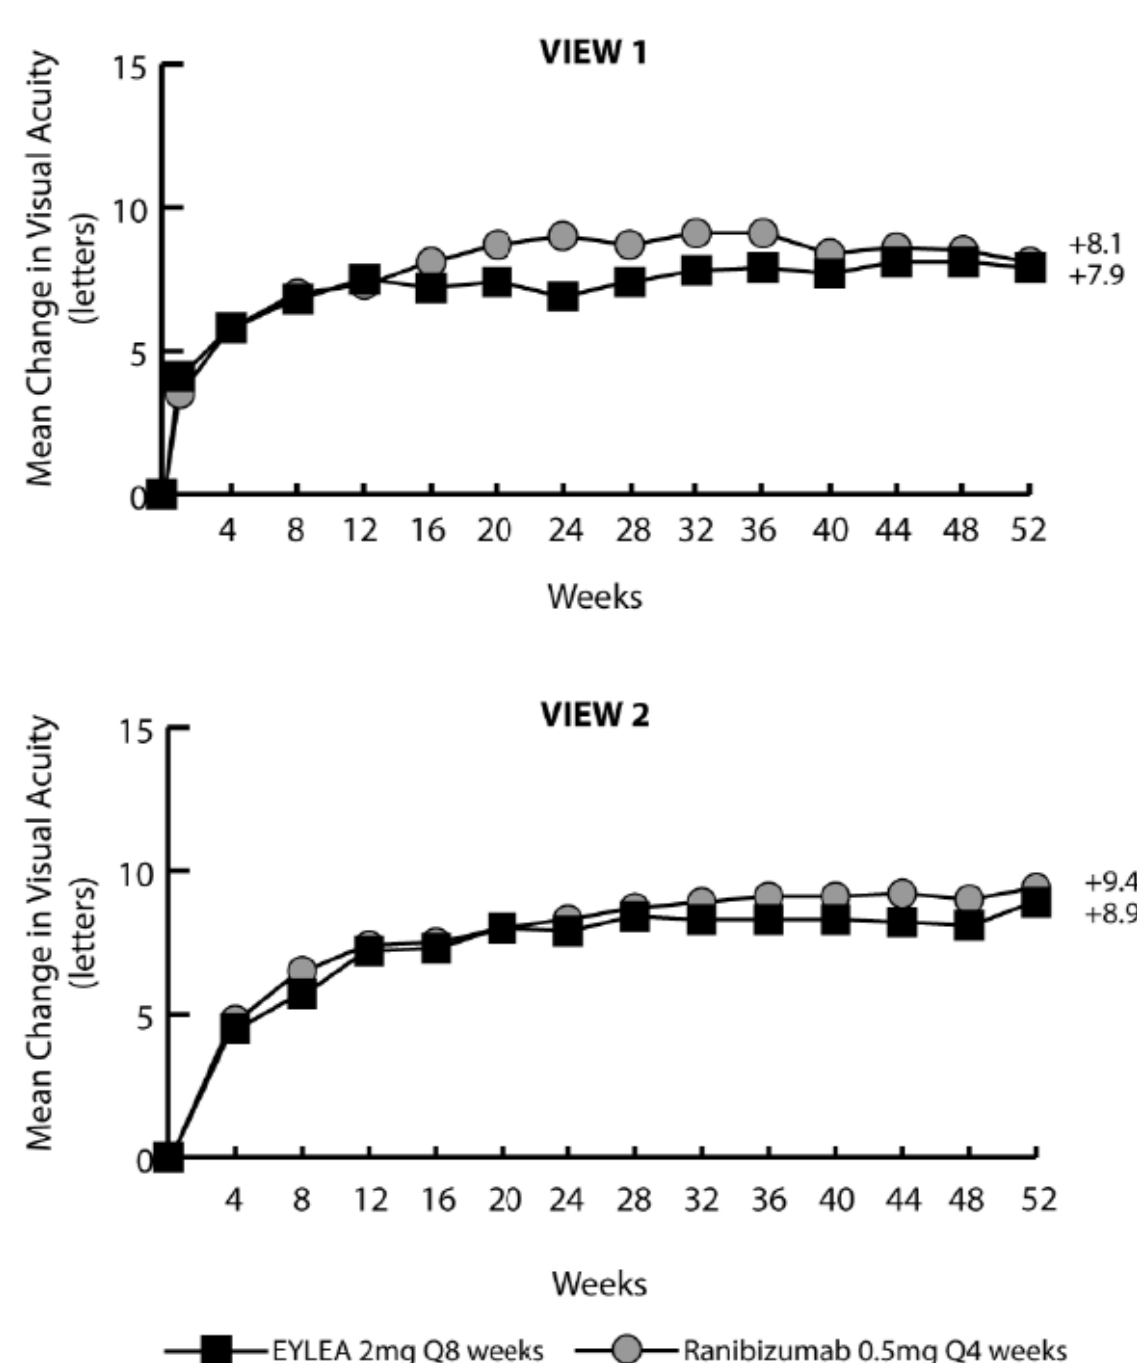 VIEW 1
Mean Change in Visual Acuity
(letters)
15
10
5
0
+8.1
+7.9
4 8 12 16 20 24 28 32 36 40 44 48 52
Weeks
VIEW 2
Mean Change in Visual Acuity
(letters)
15
10
5
0
+9.4
+8.9
4 8 12 16 20 24 28 32 36 40 44 48 52
Weeks
EYLEA 2mg Q8 weeks Ranibizumab 0.5mg Q4 weeks